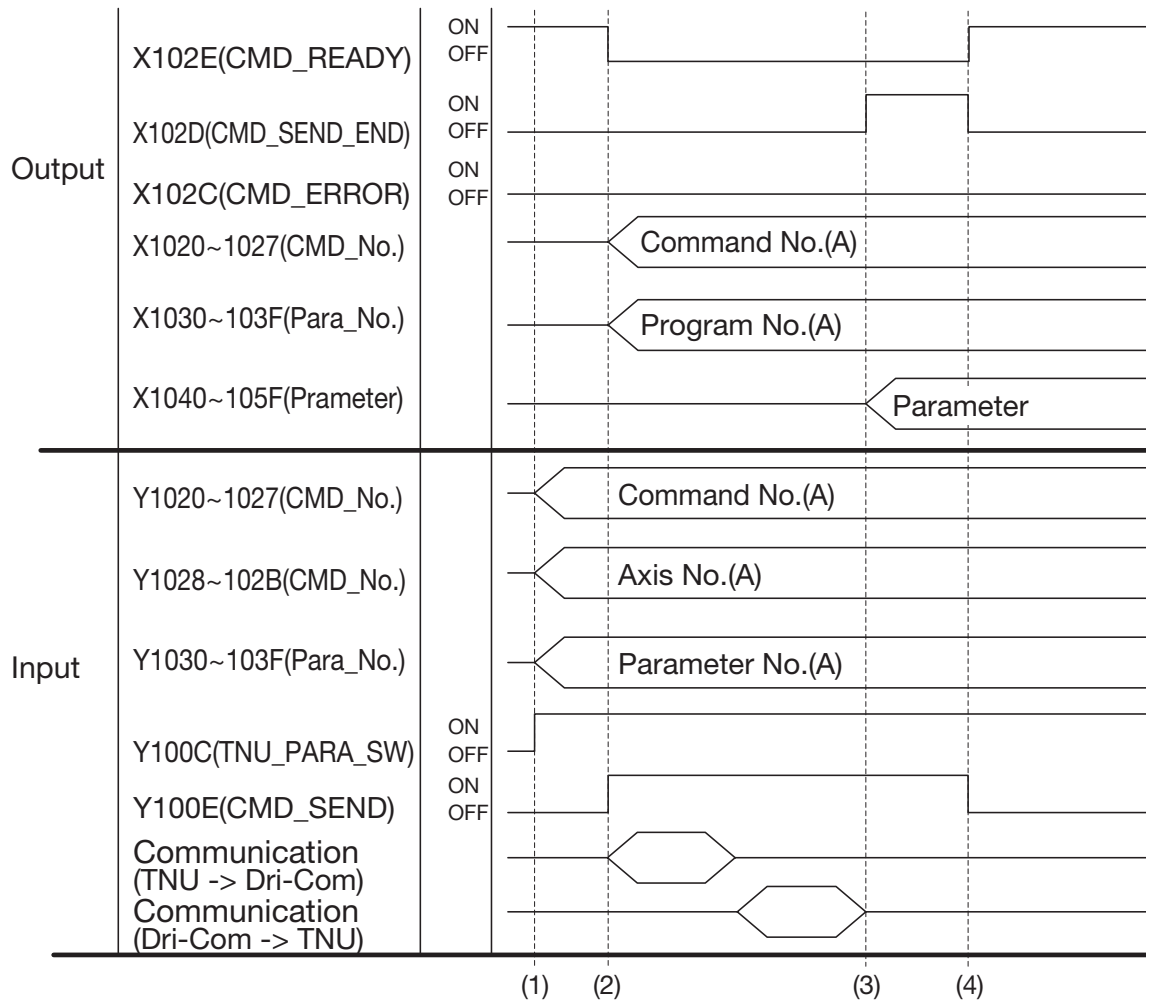 Output
X102E(CMD_READY)
ON
OFF
X102D(CMD_SEND_END)
ON
OFF
X102C(CMD_ERROR)
ON
OFF
X1020~1027(CMD_No.)
Command No.(A)
X1030~103F(Para_No.)
Program No.(A)
X1040~105F(Prameter)
Parameter
Input
Y1020~1027(CMD_No.)
Command No.(A)
Y1028~102B(CMD_No.)
Axis No.(A)
Y1030~103F(Para_No.)
Parameter No.(A)
Y100C(TNU_PARA_SW)
ON
OFF
Y100E(CMD_SEND)
ON
OFF
Communication
(TNU -> Dri-Com)
Communication
(Dri-Com -> TNU)
(1) (2) (3) (4)